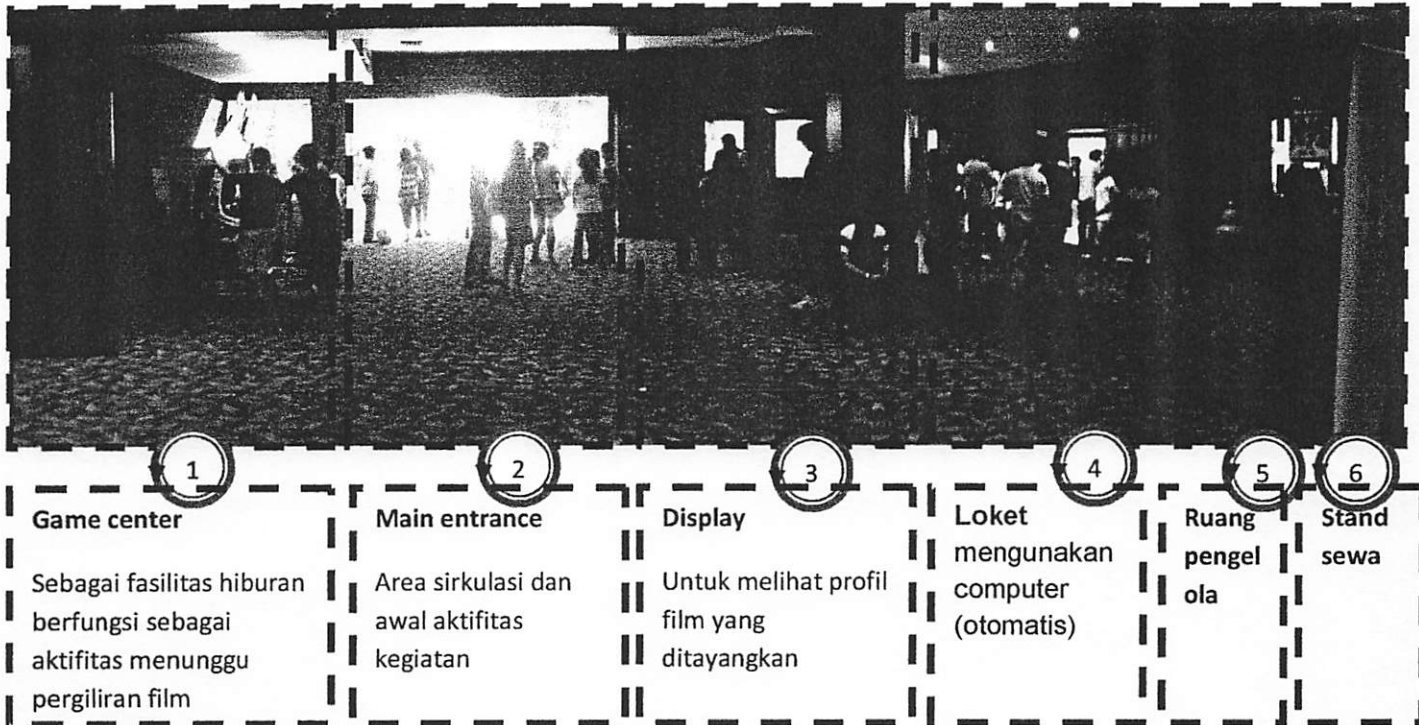 1
2
3
4
5
6
Game center
Sebagai fasilitas hiburan
berfungsi sebagai
aktifitas menunggu
pergiliran film
Main entrance
Area sirkulasi dan
awal aktifitas
kegiatan
Display
Untuk melihat profil
film yang
ditayangkan
Loket
mengunakan
computer
(otomatis)
Ruang
pengel
ola
Stand
sewa